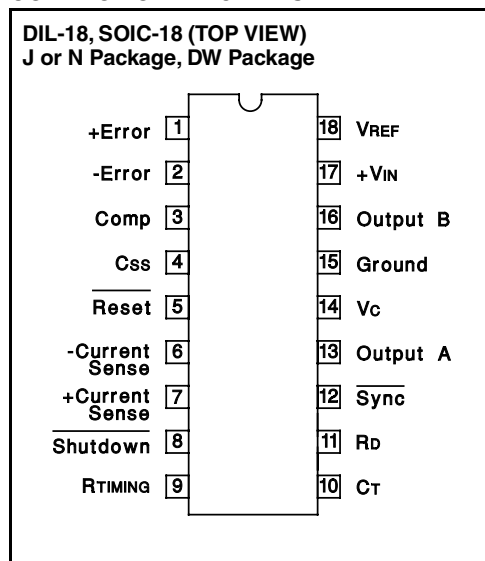 DIL-18, SOIC-18 (TOP VIEW)
J or N Package, DW Package
+Error 1
18 VREF
-Error 2
17 +VIN
Comp 3
16 Output B
Css 4
15 Ground
Reset 5
14 Vc
-Current
Sense
6
13 Output A
+Current
Sense
7
12 Sync
Shutdown 8
11 RD
RTIMING 9
10 CT